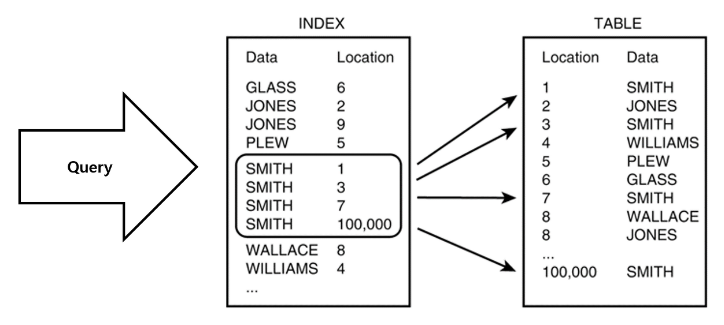 INDEX
TABLE
Query
Data Location
GLASS 6
JONES 2
JONES 9
PLEW 5
SMITH 1
SMITH 3
SMITH 7
SMITH 100,000
WALLACE 8
WILLIAMS 4
...
Location Data
1 SMITH
2 JONES
3 SMITH
4 WILLIAMS
5 PLEW
6 GLASS
7 SMITH
8 WALLACE
8 JONES
...
100,000 SMITH